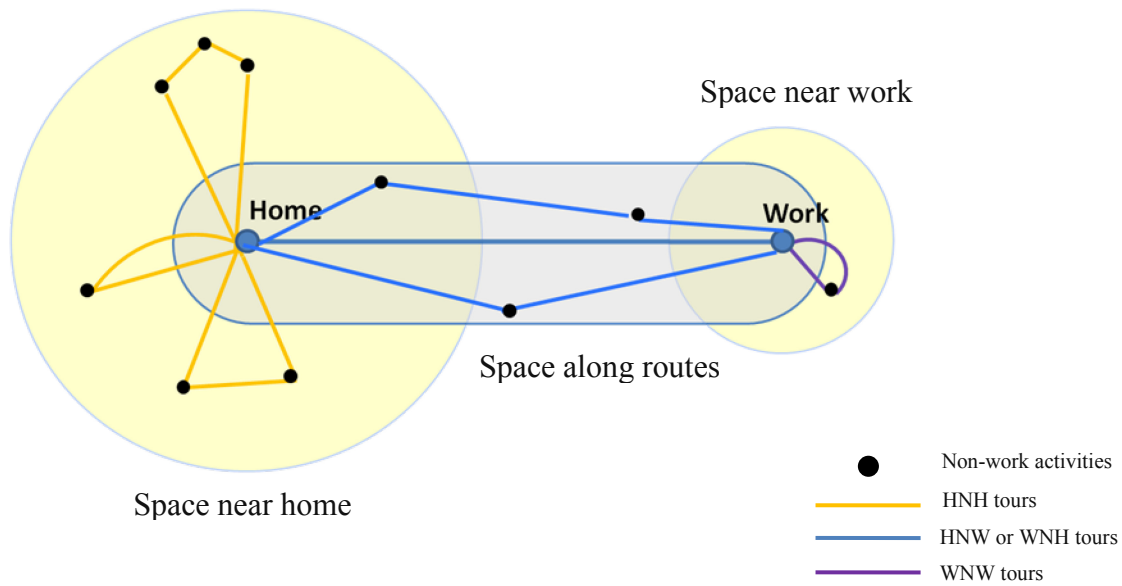 Space near work
Home
Work
Space along routes
Space near home
Non-work activities
HNH tours
HNW or WNH tours
WNW tours